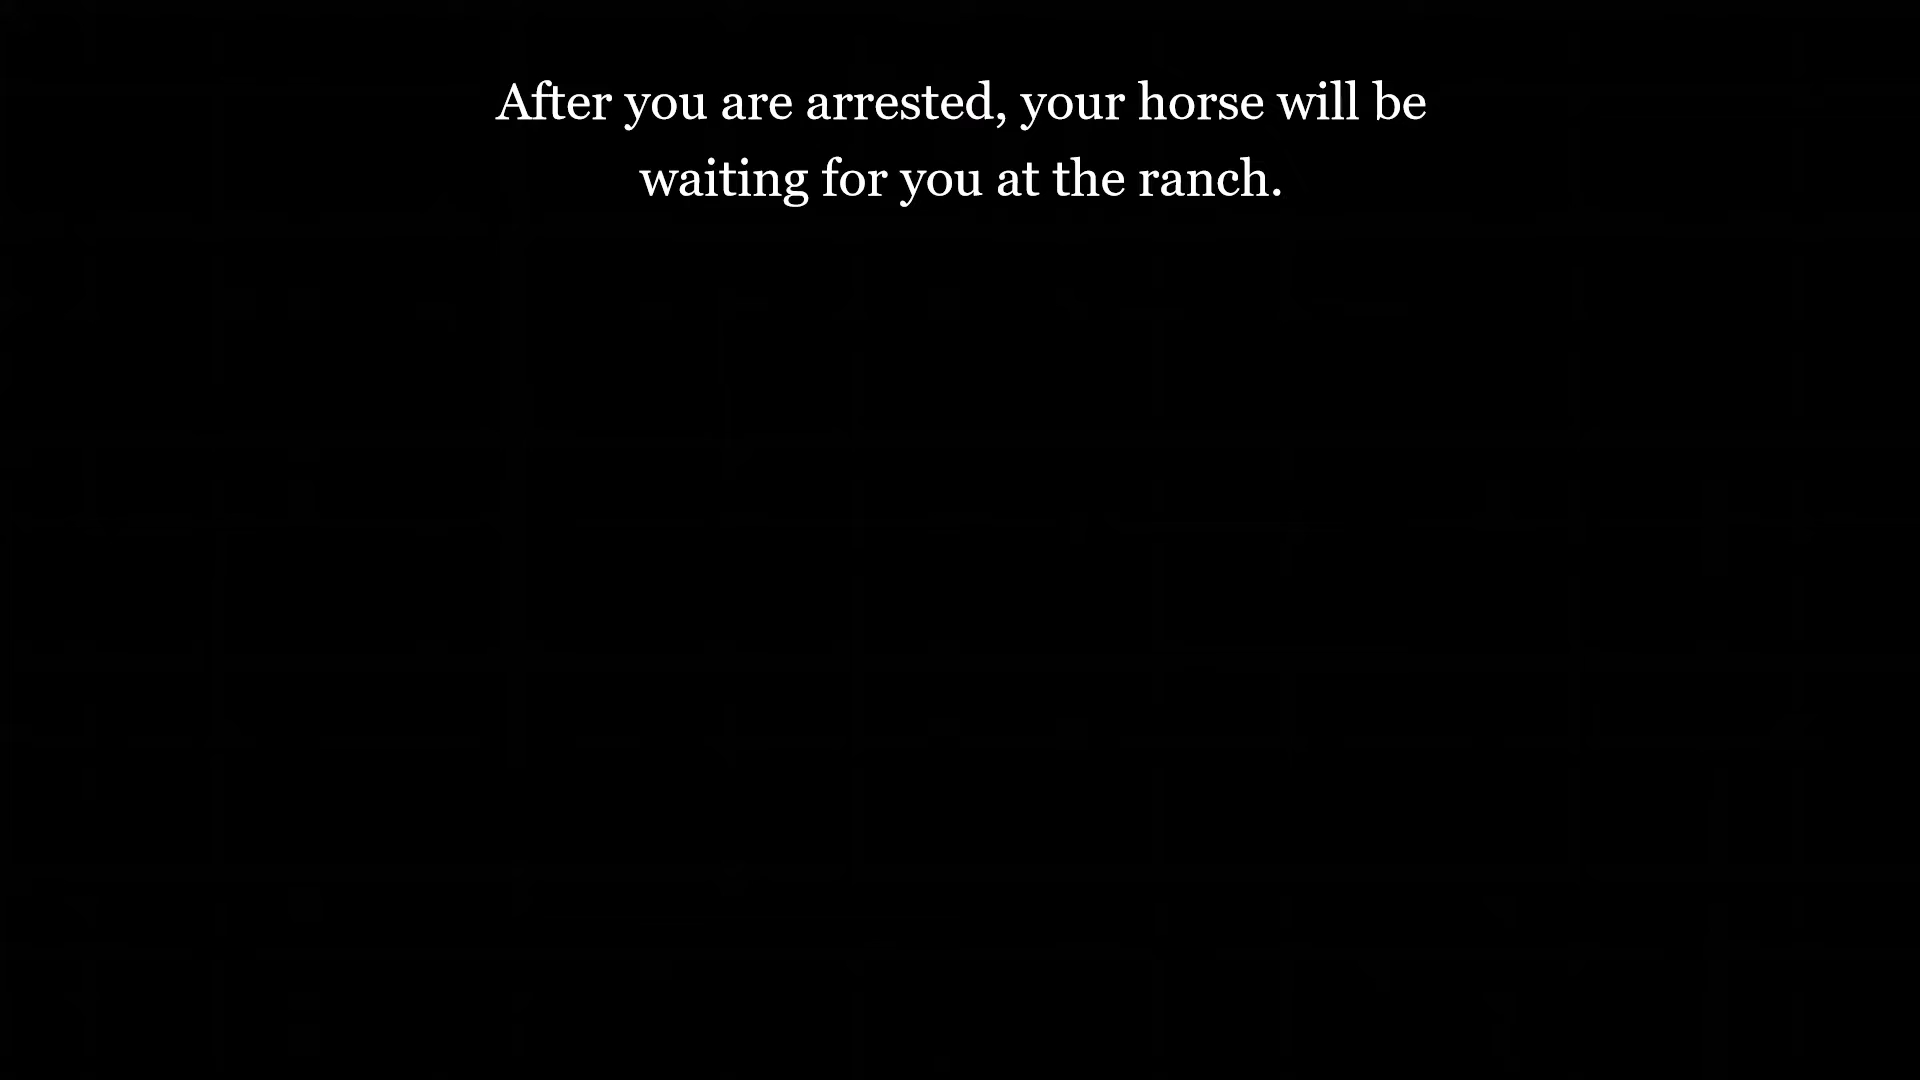 After you are arrested, your horse will be
waiting for you at the ranch.